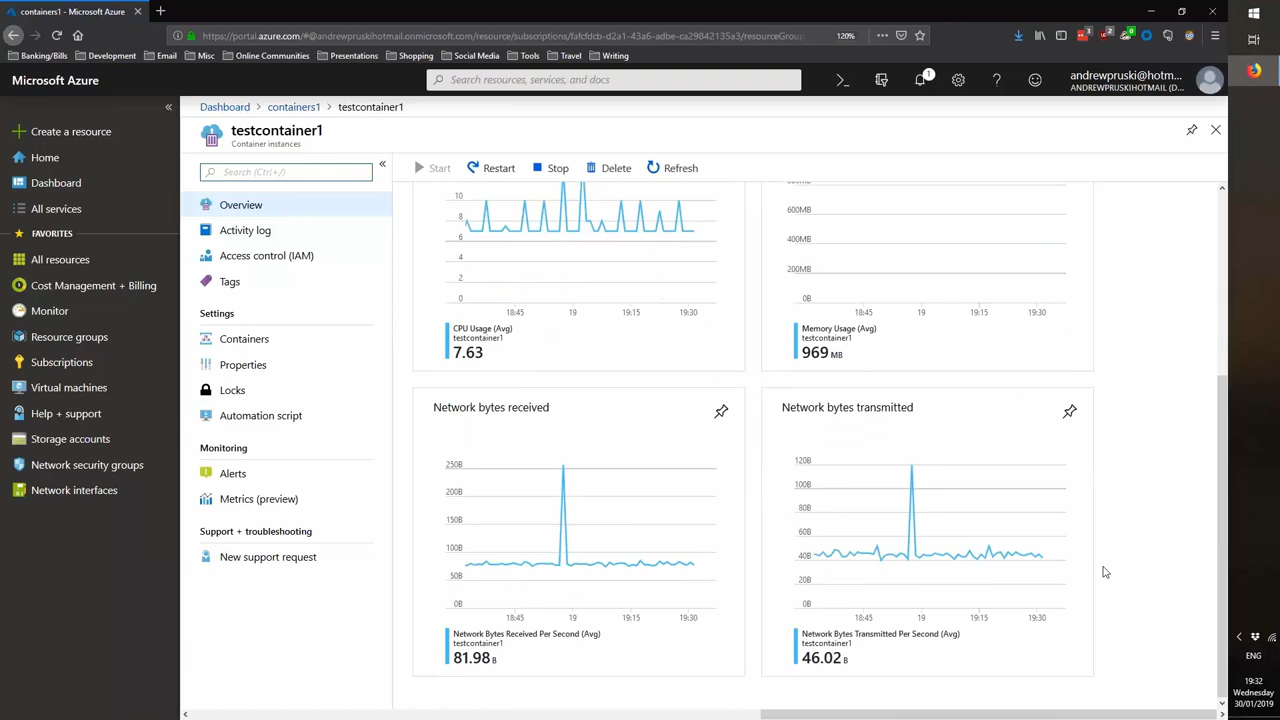 containers1 - Microsoft Azure
https://portal.azure.com/#@andrewpruskihotmail.onmicrosoft.com/resource/subscriptions/fafcfdcb-d2a1-43a6-adbe-ca29842135a3/resourceGroup
120%
Banking/Bills Development Email Misc Online Communities Presentations Shopping Social Media Tools Travel Writing
Microsoft Azure
Search resources, services, and docs
1
andrewpruski@hotm...
ANDREWPRUSKIHOTMAIL (D...
Create a resource
Home
Dashboard
All services
FAVORITES
All resources
Cost Management + Billing
Monitor
Resource groups
Subscriptions
Virtual machines
Help + support
Storage accounts
Network security groups
Network interfaces
Dashboard containers1 testcontainer1
testcontainer1
Container instances
Search (Ctrl+/)
Overview
Activity log
Access control (IAM)
Tags
Settings
Containers
Properties
Locks
Automation script
Monitoring
Alerts
Metrics (preview)
Support + troubleshooting
New support request
Start Restart Stop Delete Refresh
10
8
6
4
2
0
18:45 19 19:15 19:30
CPU Usage (Avg)
testcontainer1
7.63
600MB
400MB
200MB
0B
18:45 19 19:15 19:30
Memory Usage (Avg)
testcontainer1
969 MB
Network bytes received
250B
200B
150B
100B
50B
0B
18:45 19 19:15 19:30
Network Bytes Received Per Second (Avg)
testcontainer1
81.98 B
Network bytes transmitted
120B
100B
80B
60B
40B
20B
0B
18:45 19 19:15 19:30
Network Bytes Transmitted Per Second (Avg)
testcontainer1
46.02 B
ENG
19:32
Wednesday
30/01/2019